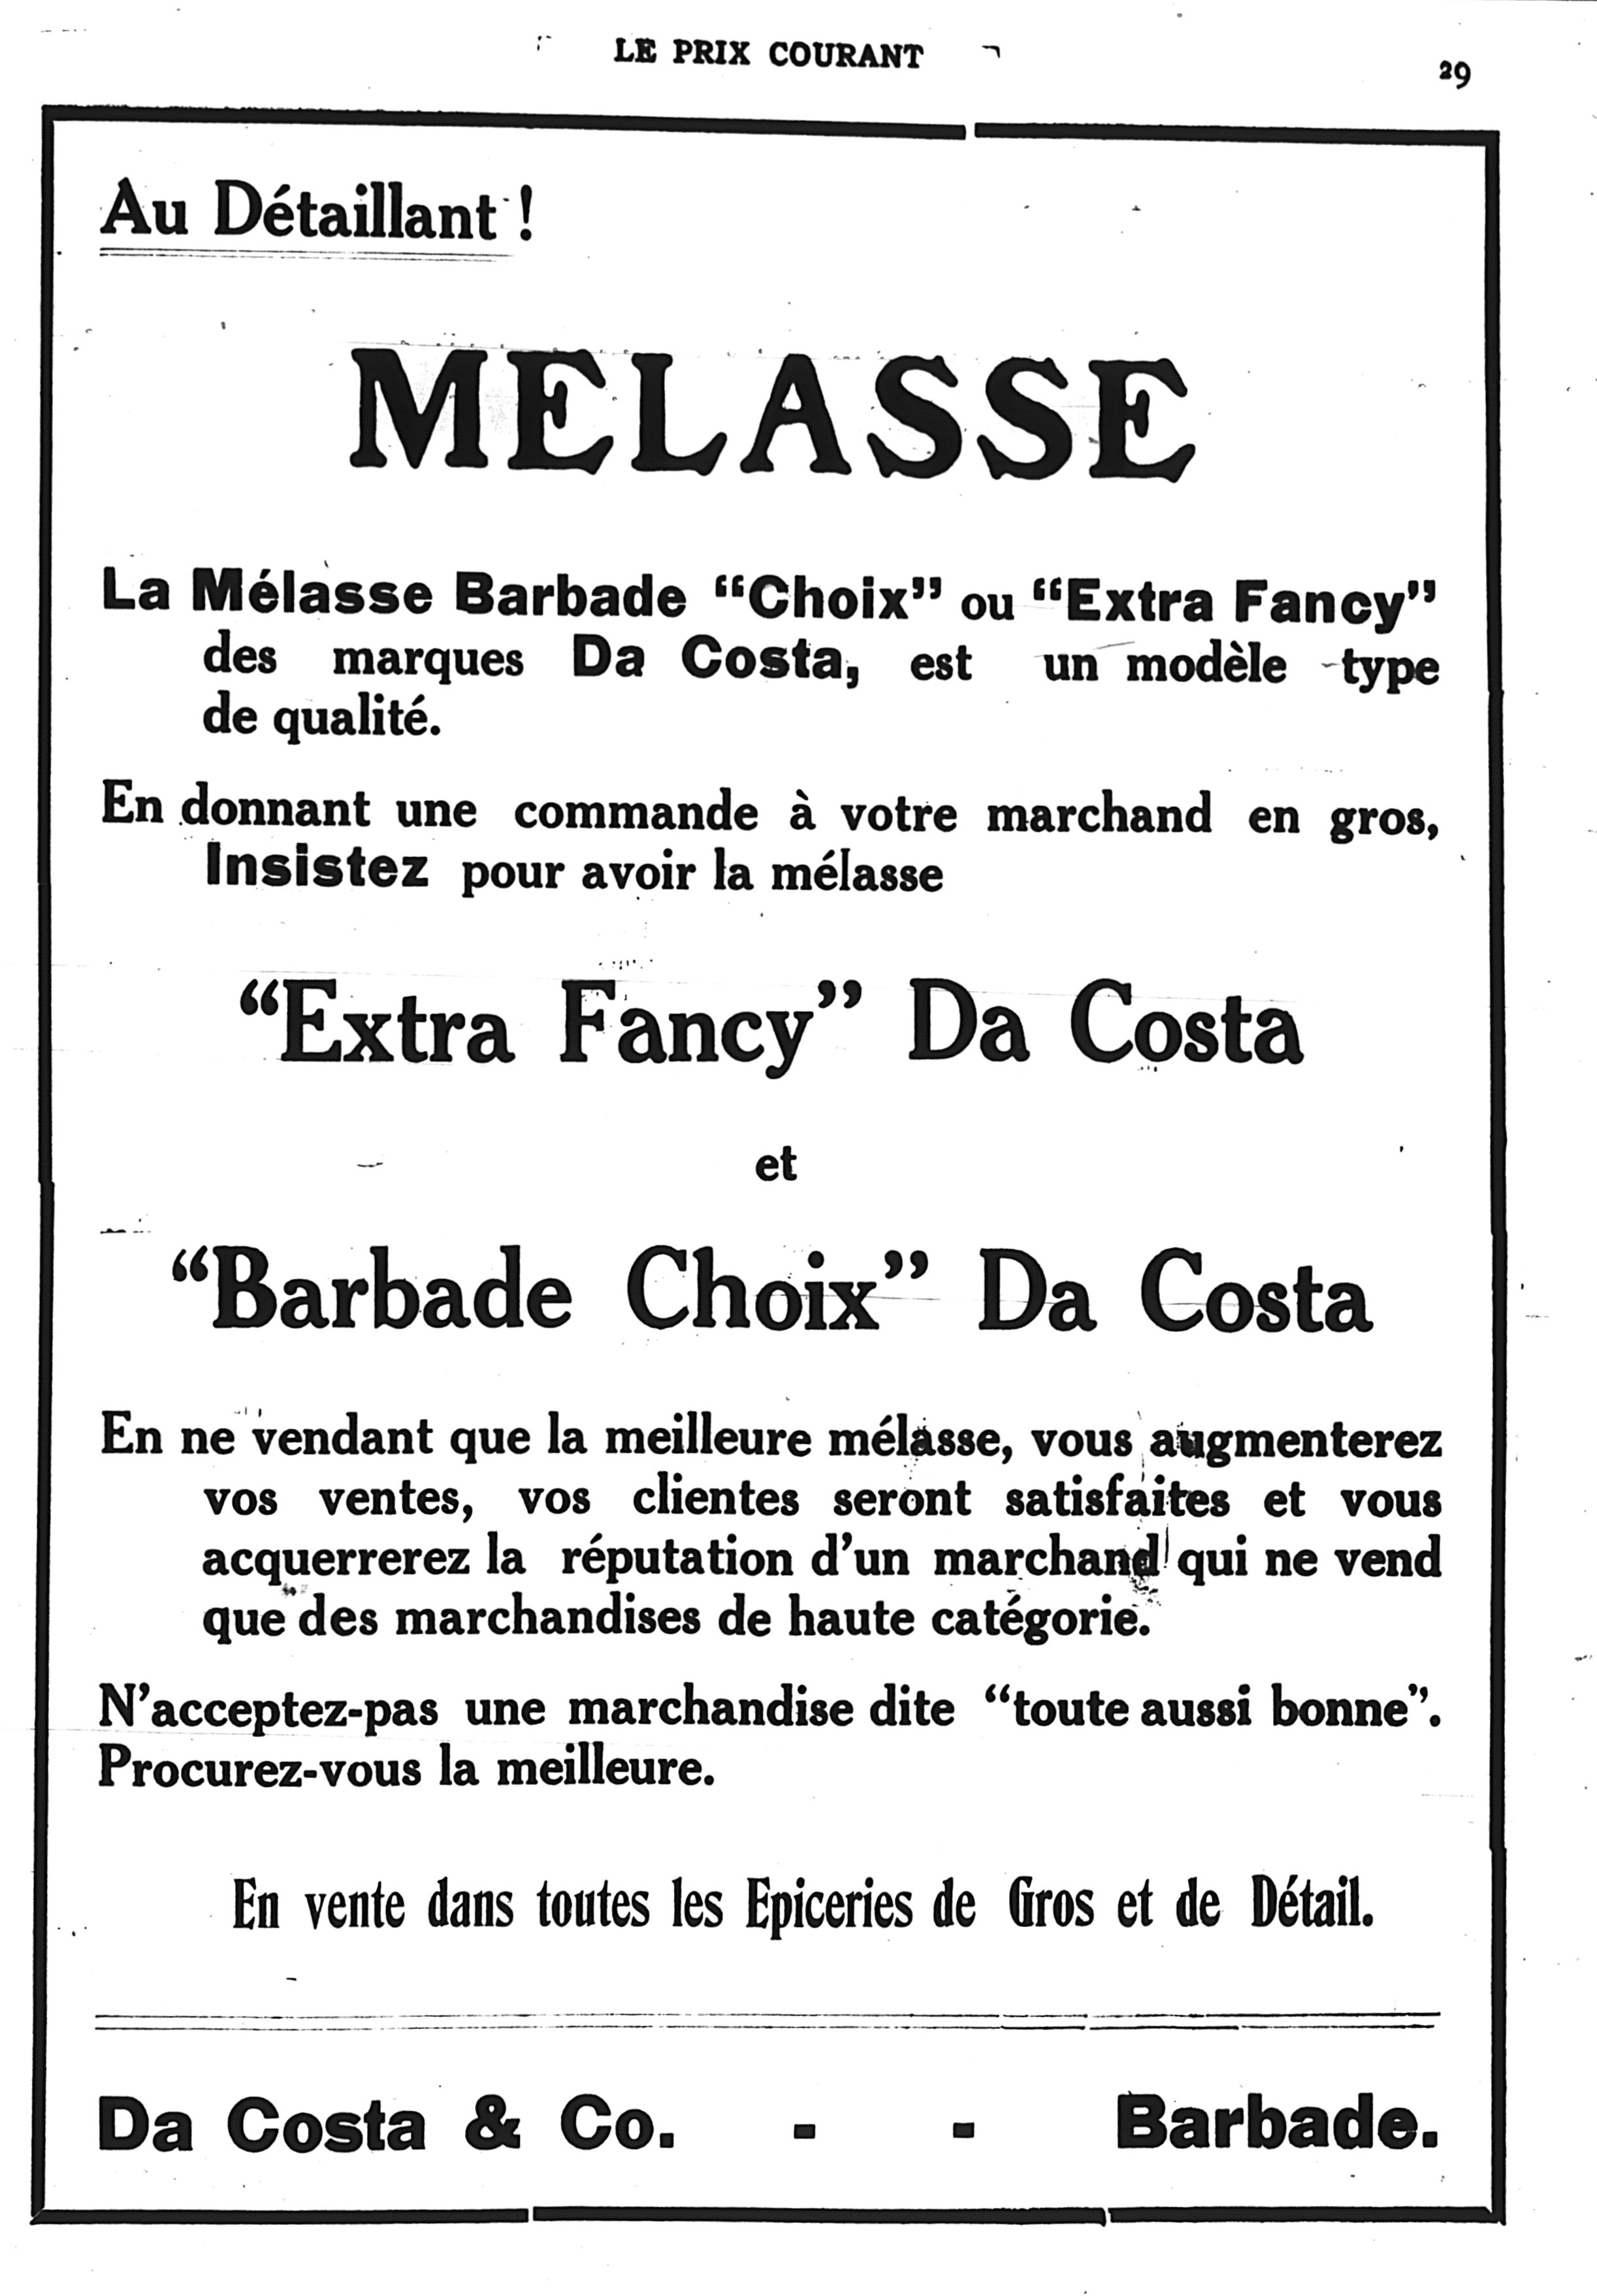 LE PRIX COURANT
29
Au Détaillant !
MELASSE
La Mélasse Barbade “Choix” ou “Extra Fancy”
des marques Da Costa, est un modèle type
de qualité.
En donnant une commande à votre marchand en gros,
Insistez pour avoir la mélasse
“Extra Fancy” Da Costa
et
“Barbade Choix” Da Costa
En ne vendant que la meilleure mélasse, vous augmenterez
vos ventes, vos clientes seront satisfaites et vous
acquerrerez la réputation d’un marchand qui ne vend
que des marchandises de haute catégorie.
N’acceptez-pas une marchandise dite “toute aussi bonne”.
Procurez-vous la meilleure.
En vente dans toutes les Epiceries de Gros et de Détail.
Da Costa & Co. - - Barbade.